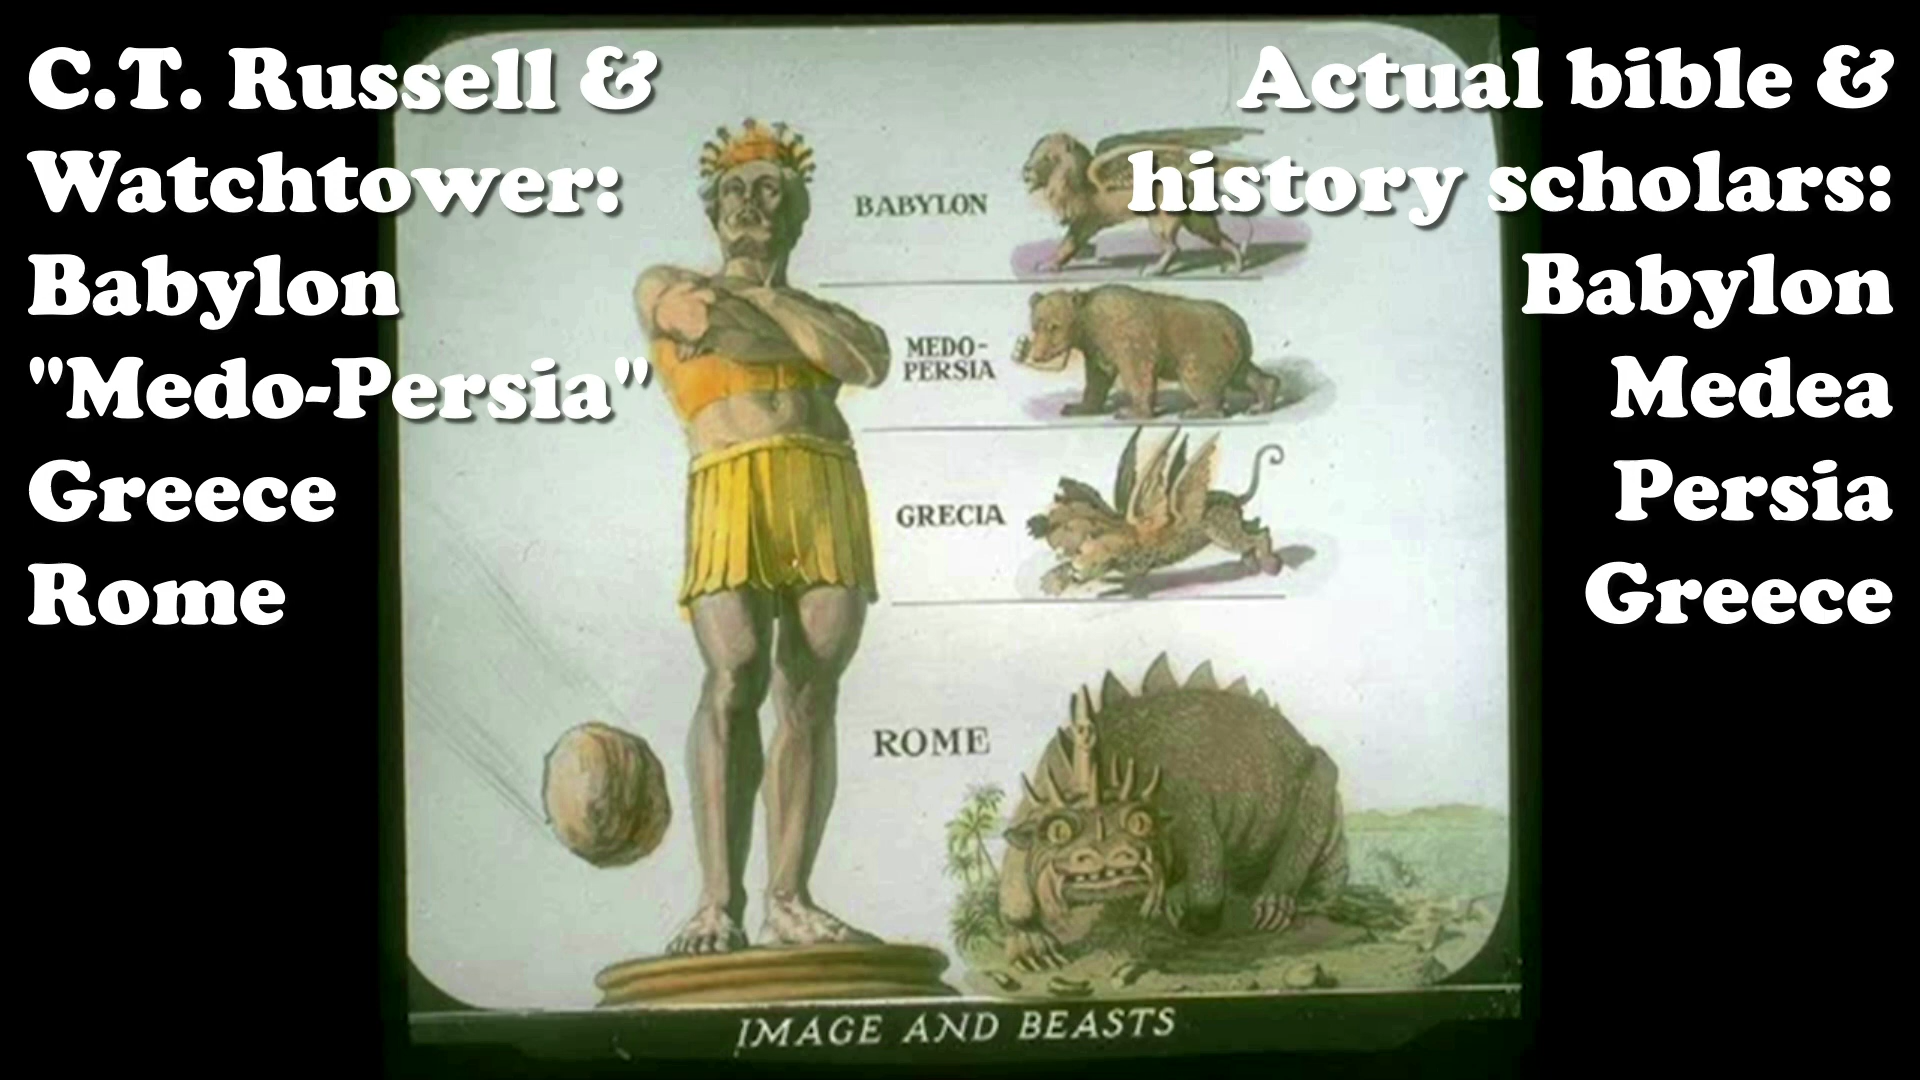 C.T. Russell &
Watchtower:
Babylon
"Medo-Persia"
Greece
Rome
Actual bible &
history scholars:
Babylon
Medea
Persia
Greece
BABYLON
MEDO-
PERSIA
GRECIA
ROME
IMAGE AND BEASTS